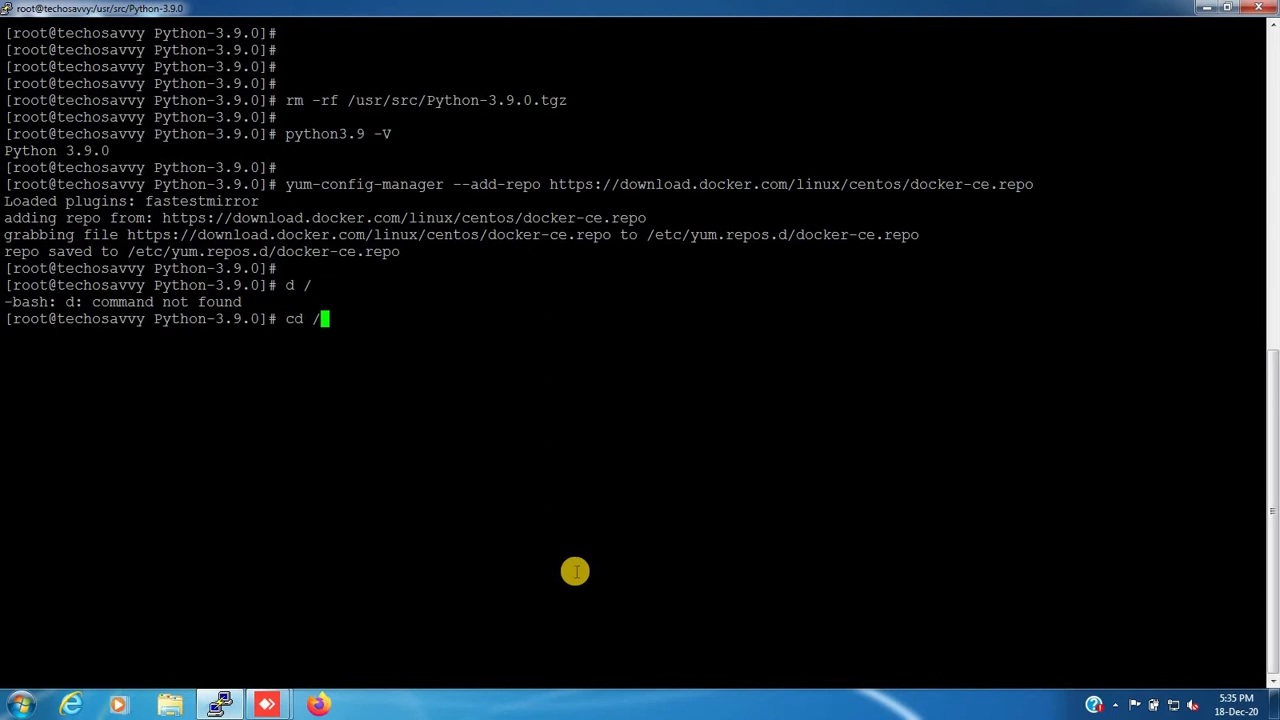 root@techosavvy:/usr/src/Python-3.9.0
[root@techosavvy Python-3.9.0]#
[root@techosavvy Python-3.9.0]#
[root@techosavvy Python-3.9.0]#
[root@techosavvy Python-3.9.0]#
[root@techosavvy Python-3.9.0]# rm -rf /usr/src/Python-3.9.0.tgz
[root@techosavvy Python-3.9.0]#
[root@techosavvy Python-3.9.0]# python3.9 -V
Python 3.9.0
[root@techosavvy Python-3.9.0]#
[root@techosavvy Python-3.9.0]# yum-config-manager --add-repo https://download.docker.com/linux/centos/docker-ce.repo
Loaded plugins: fastestmirror
adding repo from: https://download.docker.com/linux/centos/docker-ce.repo
grabbing file https://download.docker.com/linux/centos/docker-ce.repo to /etc/yum.repos.d/docker-ce.repo
repo saved to /etc/yum.repos.d/docker-ce.repo
[root@techosavvy Python-3.9.0]#
[root@techosavvy Python-3.9.0]# d /
-bash: d: command not found
[root@techosavvy Python-3.9.0]# cd /
5:35 PM
18-Dec-20